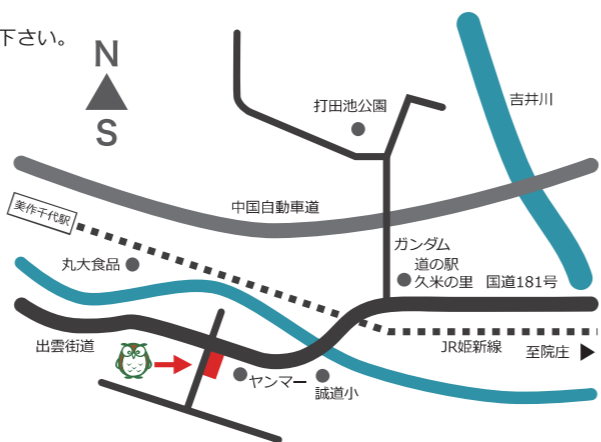 下さい。
N
S
打田池公園
吉井川
美作千代駅
中国自動車道
ガンダム
丸大食品
道の駅
久米の里
国道181号
出雲街道
JR姫新線
至院庄
ヤンマー
誠道小